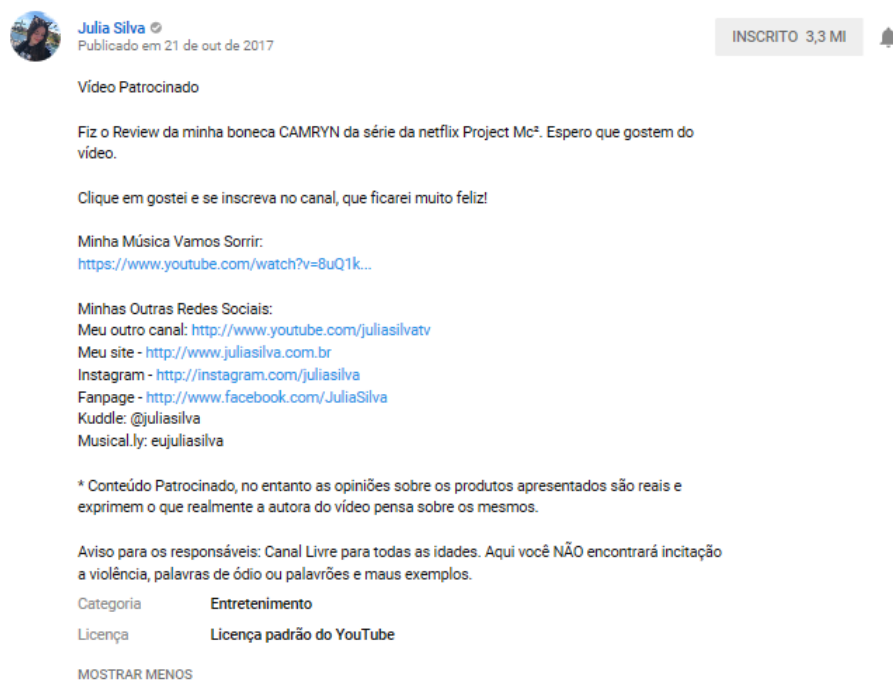 Julia Silva
Publicado em 21 de out de 2017
INSCRITO 3,3 MI
Vídeo Patrocinado
Fiz o Review da minha boneca CAMRYN da série da netflix Project Mc². Espero que gostem do
vídeo.
Clique em gostei e se inscreva no canal, que ficarei muito feliz!
Minha Música Vamos Sorrir:
https://www.youtube.com/watch?v=8uQ1k...
Minhas Outras Redes Sociais:
Meu outro canal: http://www.youtube.com/juliasilvatv
Meu site - http://www.juliasilva.com.br
Instagram - http://instagram.com/juliasilva
Fanpage - http://www.facebook.com/JuliaSilva
Kuddle: @juliasilva
Musical.ly: eujuliasilva
* Conteúdo Patrocinado, no entanto as opiniões sobre os produtos apresentados são reais e
exprimem o que realmente a autora do vídeo pensa sobre os mesmos.
Aviso para os responsáveis: Canal Livre para todas as idades. Aqui você NÃO encontrará incitação
a violência, palavras de ódio ou palavrões e maus exemplos.
Categoria Entretenimento
Licença Licença padrão do YouTube
MOSTRAR MENOS